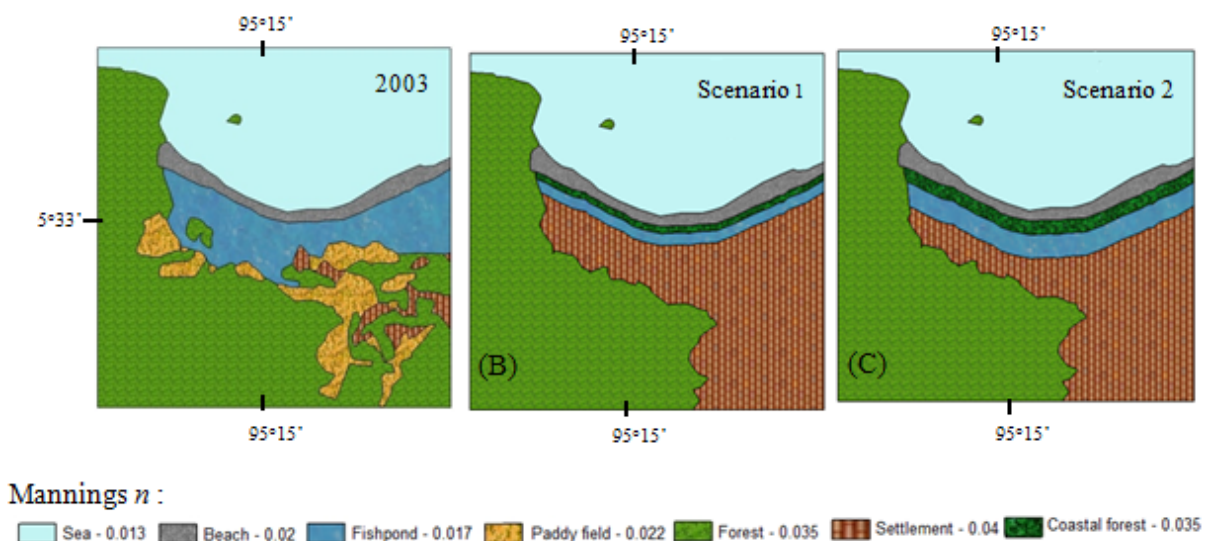 95°15'
95°15'
95°15'
2003
Scenario 1
Scenario 2
5°33'
(B)
(C)
95°15'
95°15'
95°15'
Mannings n :
Sea - 0.013
Beach - 0.02
Fishpond - 0.017
Paddy field - 0.022
Forest - 0.035
Settlement - 0.04
Coastal forest - 0.035